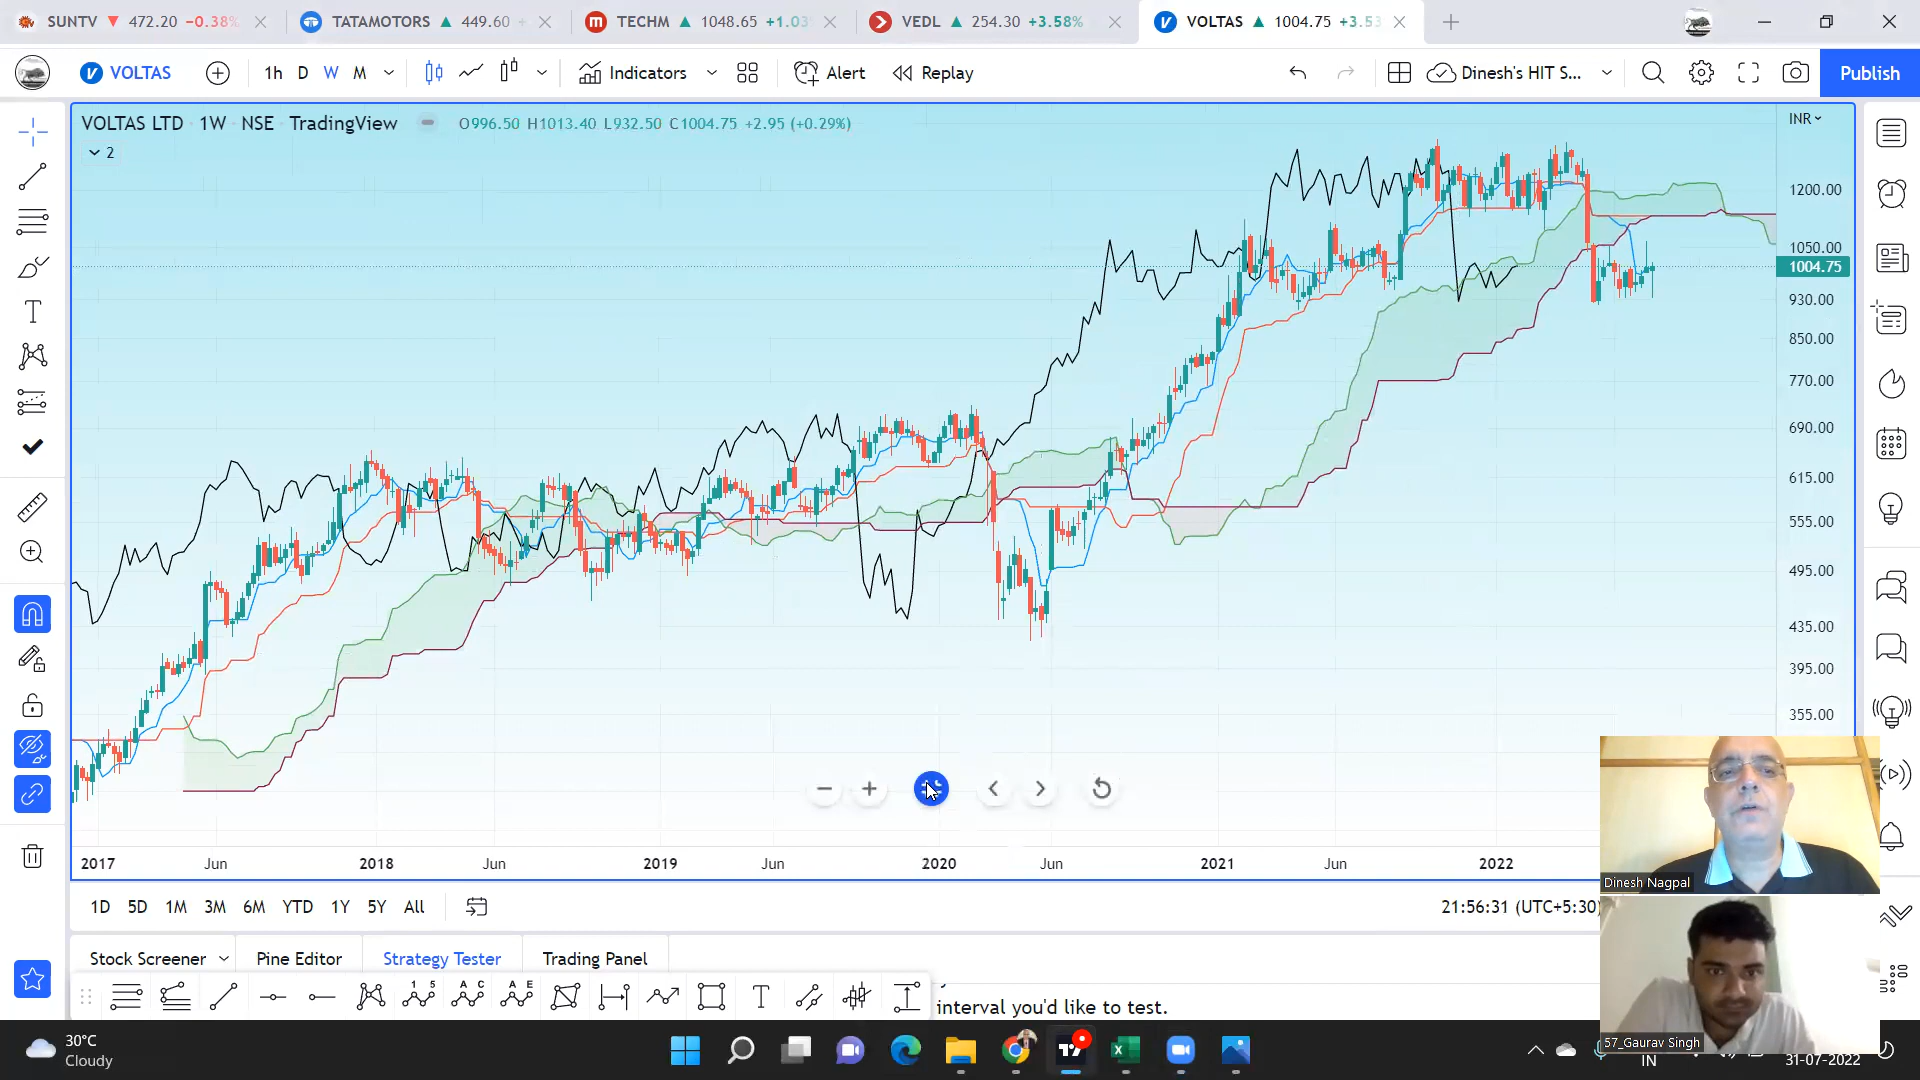 SUNTV ▼ 472.20 −0.38%
TATAMOTORS ▲ 449.60 +
TECHM ▲ 1048.65 +1.03
VEDL ▲ 254.30 +3.58%
VOLTAS ▲ 1004.75 +3.53
VOLTAS 1h D W M Indicators Alert Replay Dinesh's HIT S... Publish
VOLTAS LTD 1W NSE TradingView O996.50 H1013.40 L932.50 C1004.75 +2.95 (+0.29%)
2
INR
1200.00
1050.00
1004.75
930.00
850.00
770.00
690.00
615.00
555.00
495.00
435.00
395.00
355.00
2017 Jun 2018 Jun 2019 Jun 2020 Jun 2021 Jun 2022
1D 5D 1M 3M 6M YTD 1Y 5Y All 21:56:31 (UTC+5:30)
Stock Screener Pine Editor Strategy Tester Trading Panel
interval you'd like to test.
Dinesh Nagpal
57_Gaurav Singh
30°C
Cloudy
IN
31-07-2022